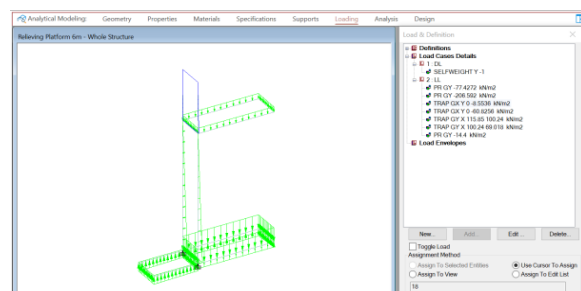 Analytical Modeling: Geometry Properties Materials Specifications Supports Loading Analysis Design
Relieving Platform 6m - Whole Structure
Load & Definition
Definitions
Load Cases Details
1 : DL
SELFWEIGHT Y -1
2 : LL
PR GY -77.4272 kN/m2
PR GY -206.592 kN/m2
TRAP GX Y 0 -8.5536 kN/m2
TRAP GX Y 0 -60.8256 kN/m2
TRAP GY X 115.85 100.24 kN/m2
TRAP GY X 100.24 69.018 kN/m2
PR GY -14.4 kN/m2
Load Envelopes
New... Add... Edit... Delete...
Toggle Load
Assignment Method
Assign To Selected Entities Use Cursor To Assign
Assign To View Assign To Edit List
18